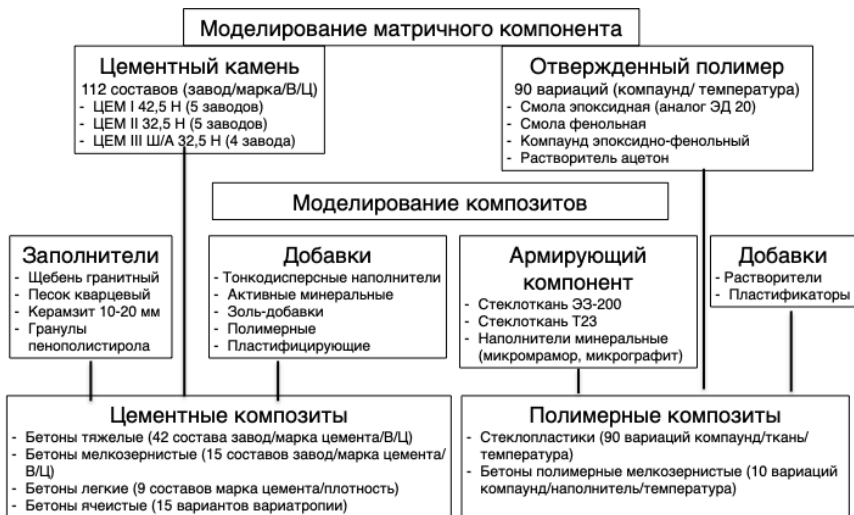 Моделирование матричного компонента
Цементный камень
112 составов (завод/марка/В/Ц)
- ЦЕМ I 42,5 Н (5 заводов)
- ЦЕМ II 32,5 Н (5 заводов)
- ЦЕМ III Ш/А 32,5 Н (4 завода)
Отвержденный полимер
90 вариаций (компаунд/ температура)
- Смола эпоксидная (аналог ЭД 20)
- Смола фенольная
- Компаунд эпоксидно-фенольный
- Растворитель ацетон
Моделирование композитов
Заполнители
- Щебень гранитный
- Песок кварцевый
- Керамзит 10-20 мм
- Гранулы
пенополистирола
Добавки
- Тонкодисперсные наполнители
- Активные минеральные
- Золь-добавки
- Полимерные
- Пластифицирующие
Армирующий
компонент
- Стеклоткань ЭЗ-200
- Стеклоткань Т23
- Наполнители минеральные
(микромрамор, микрографит)
Добавки
- Растворители
- Пластификаторы
Цементные композиты
- Бетоны тяжелые (42 состава завод/марка цемента/В/Ц)
- Бетоны мелкозернистые (15 составов завод/марка цемента/
В/Ц)
- Бетоны легкие (9 составов марка цемента/плотность)
- Бетоны ячеистые (15 вариантов вариатропии)
Полимерные композиты
- Стеклопластики (90 вариаций компаунд/ткань/
температура)
- Бетоны полимерные мелкозернистые (10 вариаций
компаунд/наполнитель/температура)